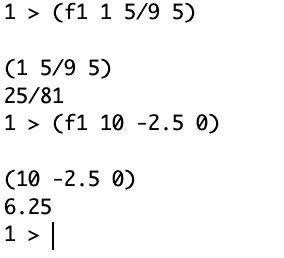 1 > (f1 1 5/9 5)
(1 5/9 5)
25/81
1 > (f1 10 -2.5 0)
(10 -2.5 0)
6.25
1 >